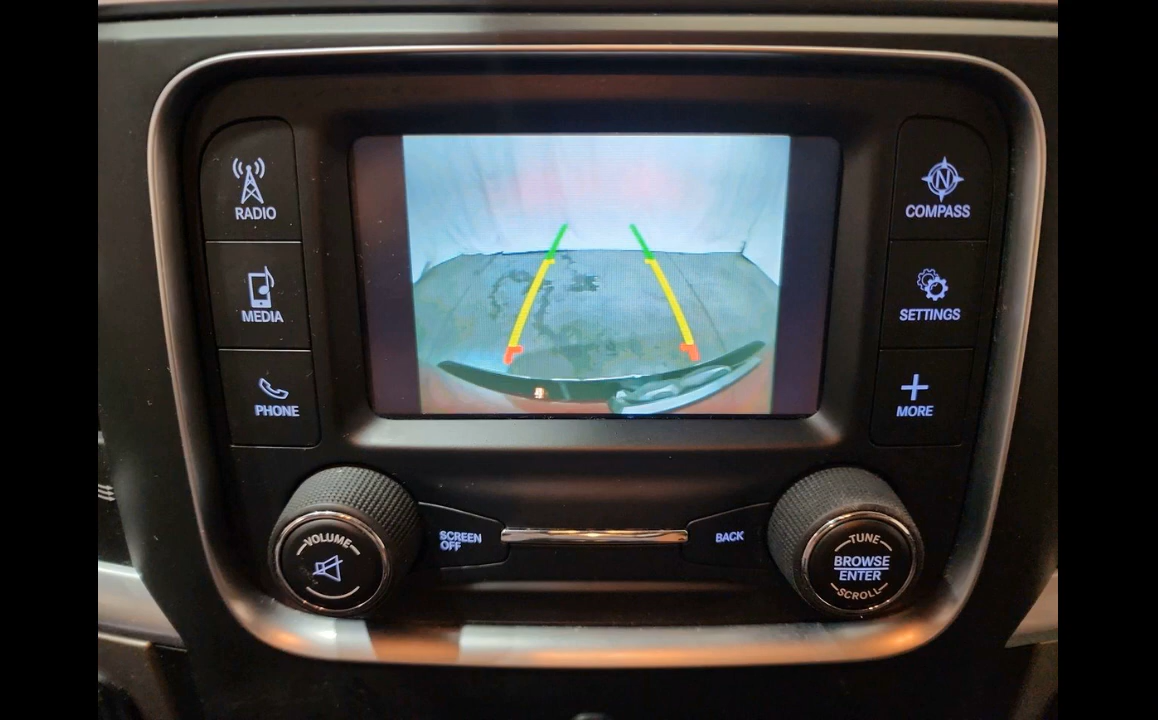 RADIO
MEDIA
PHONE
COMPASS
N
SETTINGS
MORE
VOLUME
SCREEN
OFF
BACK
TUNE
BROWSE
ENTER
SCROLL